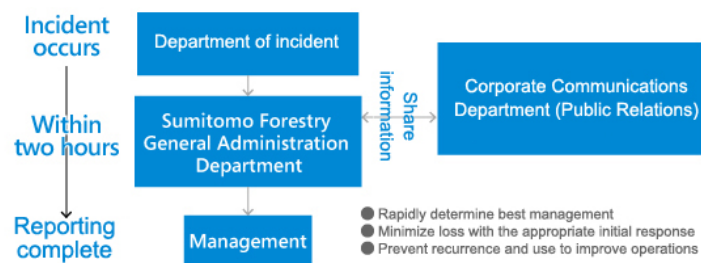 Incident
occurs
Department of incident
Within
two hours
Sumitomo Forestry
General Administration
Department
Share
information
Corporate Communications
Department (Public Relations)
Reporting
complete
Management
● Rapidly determine best management
● Minimize loss with the appropriate initial response
● Prevent recurrence and use to improve operations